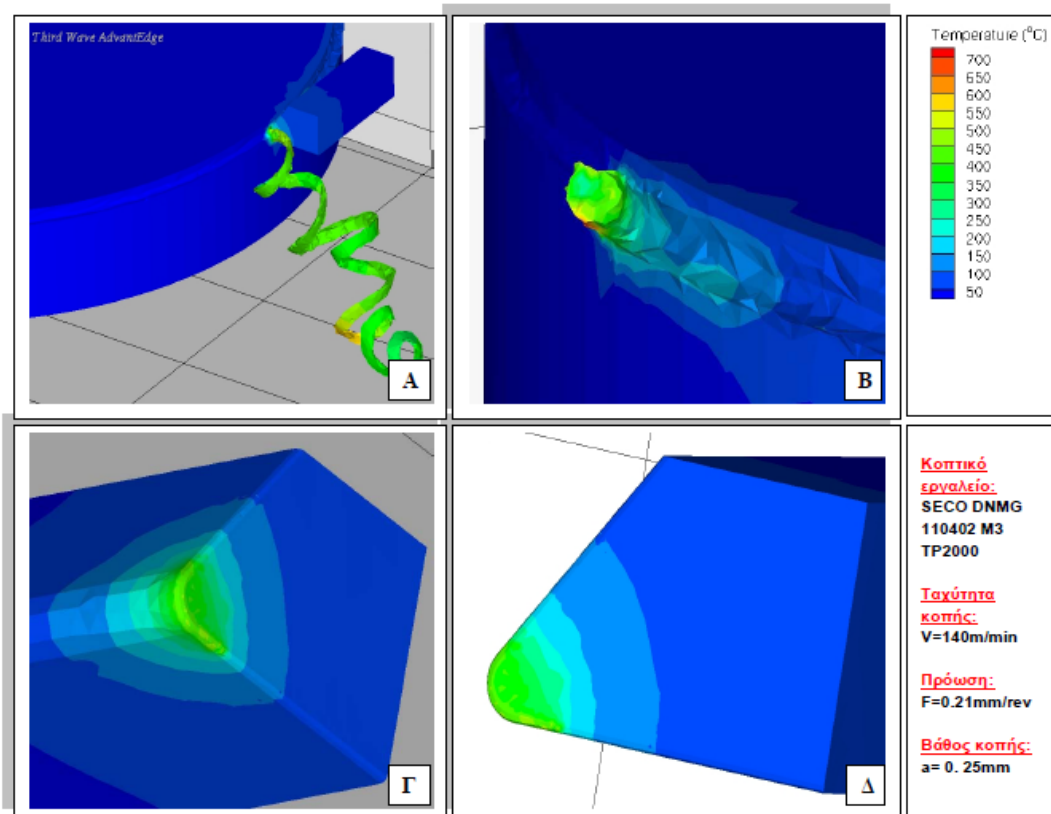 Third Wave AdvantEdge
A
B
Temperature (⁰C)
700
650
600
550
500
450
400
350
300
250
200
150
100
50
Γ
Δ
Κοπτικό
εργαλείο:
SECO DNMG
110402 M3
TP2000
Ταχύτητα
κοπής:
V=140m/min
Πρόωση:
F=0.21mm/rev
Βάθος κοπής:
a= 0. 25mm